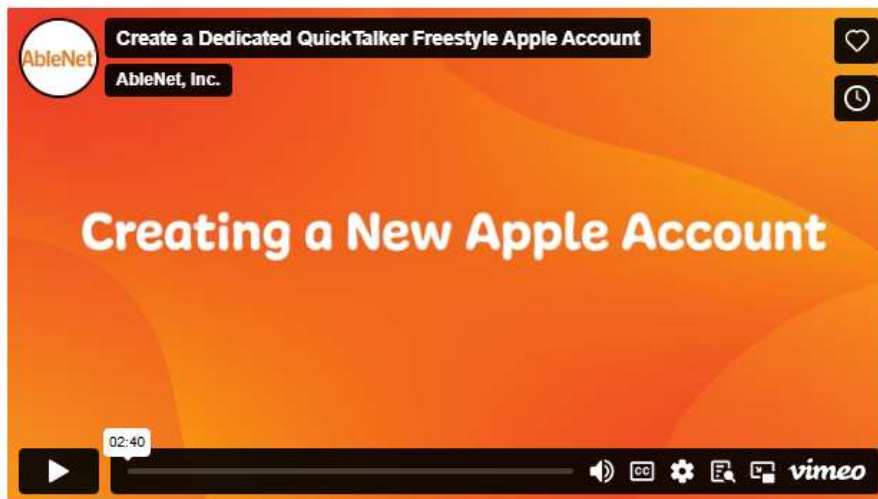 AbleNet
Create a Dedicated QuickTalker Freestyle Apple Account
AbleNet, Inc.
Creating a New Apple Account
02:40
CC
vimeo